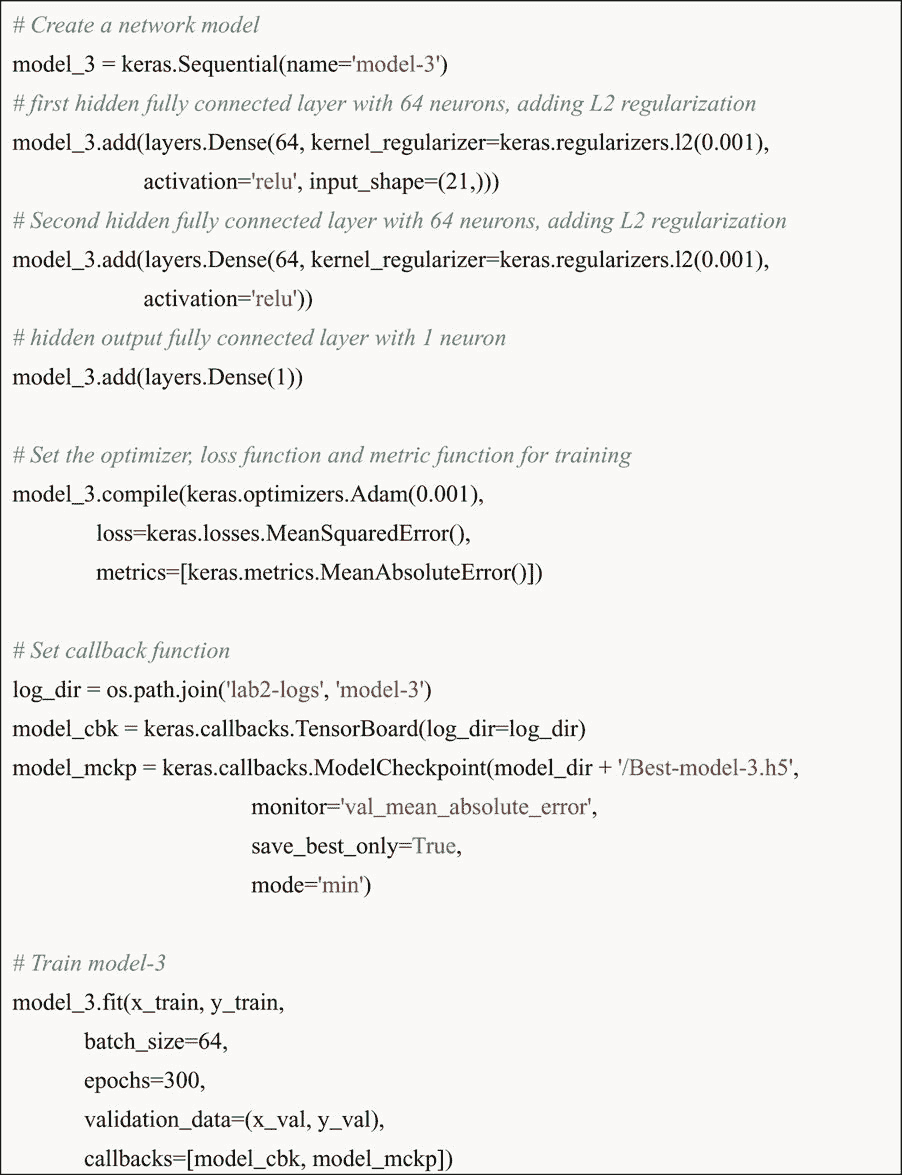 # Create a network model
model_3 = keras.Sequential(name='model-3')
# first hidden fully connected layer with 64 neurons, adding L2 regularization
model_3.add(layers.Dense(64, kernel_regularizer=keras.regularizers.l2(0.001),
activation='relu', input_shape=(21,)))
# Second hidden fully connected layer with 64 neurons, adding L2 regularization
model_3.add(layers.Dense(64, kernel_regularizer=keras.regularizers.l2(0.001),
activation='relu'))
# hidden output fully connected layer with 1 neuron
model_3.add(layers.Dense(1))
# Set the optimizer, loss function and metric function for training
model_3.compile(keras.optimizers.Adam(0.001),
loss=keras.losses.MeanSquaredError(),
metrics=[keras.metrics.MeanAbsoluteError()])
# Set callback function
log_dir = os.path.join('lab2-logs', 'model-3')
model_cbk = keras.callbacks.TensorBoard(log_dir=log_dir)
model_mckp = keras.callbacks.ModelCheckpoint(model_dir + '/Best-model-3.h5',
monitor='val_mean_absolute_error',
save_best_only=True,
mode='min')
# Train model-3
model_3.fit(x_train, y_train,
batch_size=64,
epochs=300,
validation_data=(x_val, y_val),
callbacks=[model_cbk, model_mckp])